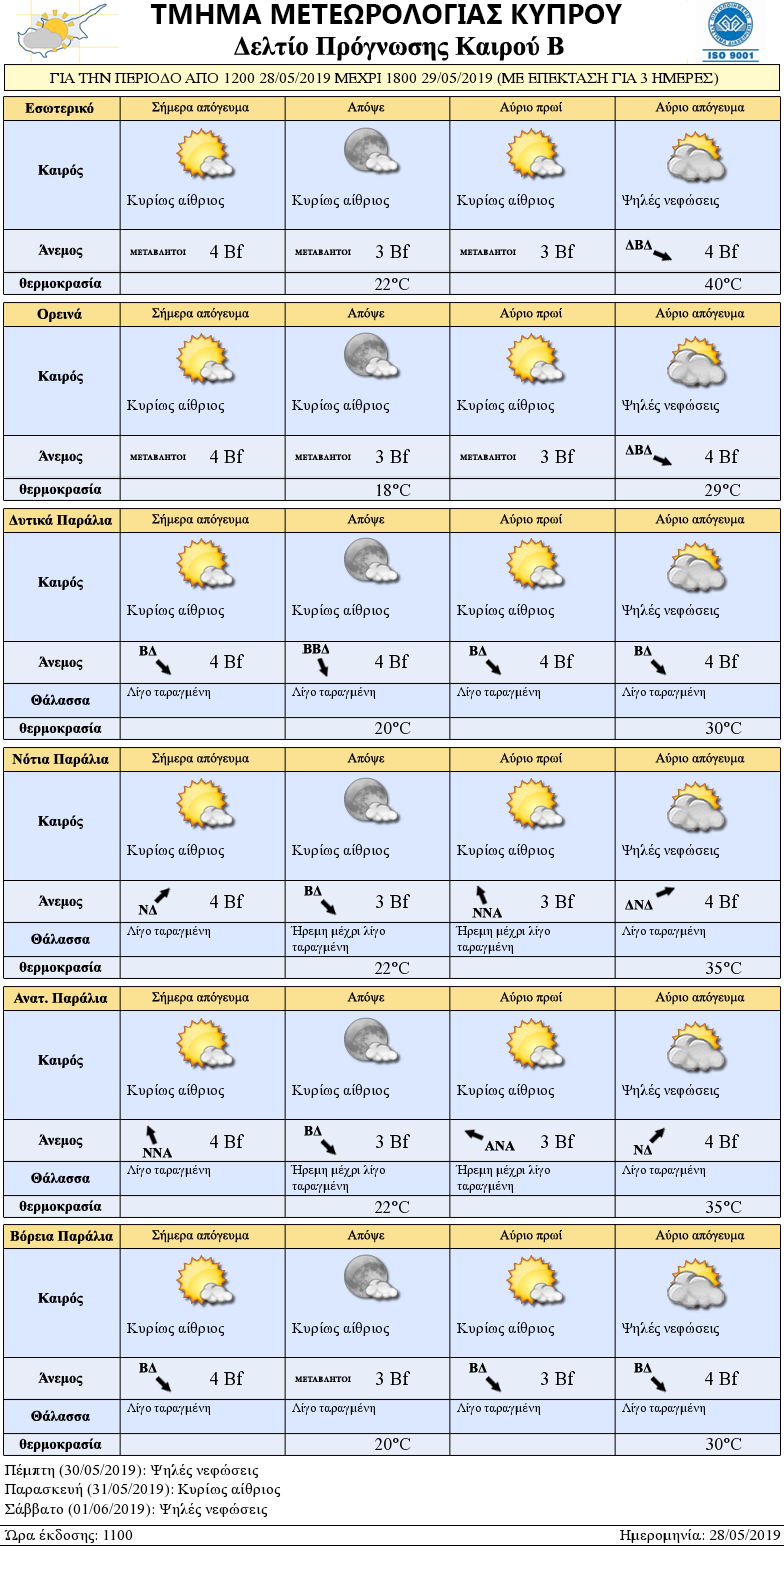 ΤΜΗΜΑ ΜΕΤΕΩΡΟΛΟΓΙΑΣ ΚΥΠΡΟΥ
Δελτίο Πρόγνωσης Καιρού Β
ISO 9001
ΓΙΑ ΤΗΝ ΠΕΡΙΟΔΟ ΑΠΟ 1200 28/05/2019 ΜΕΧΡΙ 1800 29/05/2019 (ΜΕ ΕΠΕΚΤΑΣΗ ΓΙΑ 3 ΗΜΕΡΕΣ)
Εσωτερικό Σήμερα απόγευμα Απόψε Αύριο πρωί Αύριο απόγευμα
Καιρός
Κυρίως αίθριος Κυρίως αίθριος Κυρίως αίθριος Ψηλές νεφώσεις
Άνεμος ΜΕΤΑΒΛΗΤΟΙ 4 Bf ΜΕΤΑΒΛΗΤΟΙ 3 Bf ΜΕΤΑΒΛΗΤΟΙ 3 Bf ΔΒΔ 4 Bf
θερμοκρασία 22°C 40°C
Ορεινά Σήμερα απόγευμα Απόψε Αύριο πρωί Αύριο απόγευμα
Καιρός
Κυρίως αίθριος Κυρίως αίθριος Κυρίως αίθριος Ψηλές νεφώσεις
Άνεμος ΜΕΤΑΒΛΗΤΟΙ 4 Bf ΜΕΤΑΒΛΗΤΟΙ 3 Bf ΜΕΤΑΒΛΗΤΟΙ 3 Bf ΔΒΔ 4 Bf
θερμοκρασία 18°C 29°C
Δυτικά Παράλια Σήμερα απόγευμα Απόψε Αύριο πρωί Αύριο απόγευμα
Καιρός
Κυρίως αίθριος Κυρίως αίθριος Κυρίως αίθριος Ψηλές νεφώσεις
Άνεμος ΒΔ 4 Bf ΒΒΔ 4 Bf ΒΔ 4 Bf ΒΔ 4 Bf
Θάλασσα Λίγο ταραγμένη Λίγο ταραγμένη Λίγο ταραγμένη Λίγο ταραγμένη
θερμοκρασία 20°C 30°C
Νότια Παράλια Σήμερα απόγευμα Απόψε Αύριο πρωί Αύριο απόγευμα
Καιρός
Κυρίως αίθριος Κυρίως αίθριος Κυρίως αίθριος Ψηλές νεφώσεις
Άνεμος ΝΔ 4 Bf ΒΔ 3 Bf ΝΝΑ 3 Bf ΔΝΔ 4 Bf
Θάλασσα Λίγο ταραγμένη Ήρεμη μέχρι λίγο ταραγμένη Ήρεμη μέχρι λίγο ταραγμένη Λίγο ταραγμένη
θερμοκρασία 22°C 35°C
Ανατ. Παράλια Σήμερα απόγευμα Απόψε Αύριο πρωί Αύριο απόγευμα
Καιρός
Κυρίως αίθριος Κυρίως αίθριος Κυρίως αίθριος Ψηλές νεφώσεις
Άνεμος ΝΝΑ 4 Bf ΒΔ 3 Bf ΑΝΑ 3 Bf ΝΔ 4 Bf
Θάλασσα Λίγο ταραγμένη Ήρεμη μέχρι λίγο ταραγμένη Ήρεμη μέχρι λίγο ταραγμένη Λίγο ταραγμένη
θερμοκρασία 22°C 35°C
Βόρεια Παράλια Σήμερα απόγευμα Απόψε Αύριο πρωί Αύριο απόγευμα
Καιρός
Κυρίως αίθριος Κυρίως αίθριος Κυρίως αίθριος Ψηλές νεφώσεις
Άνεμος ΒΔ 4 Bf ΜΕΤΑΒΛΗΤΟΙ 3 Bf ΒΔ 3 Bf ΒΔ 4 Bf
Θάλασσα Λίγο ταραγμένη Λίγο ταραγμένη Λίγο ταραγμένη Λίγο ταραγμένη
θερμοκρασία 20°C 30°C
Πέμπτη (30/05/2019): Ψηλές νεφώσεις
Παρασκευή (31/05/2019): Κυρίως αίθριος
Σάββατο (01/06/2019): Ψηλές νεφώσεις
Ώρα έκδοσης: 1100 Ημερομηνία: 28/05/2019